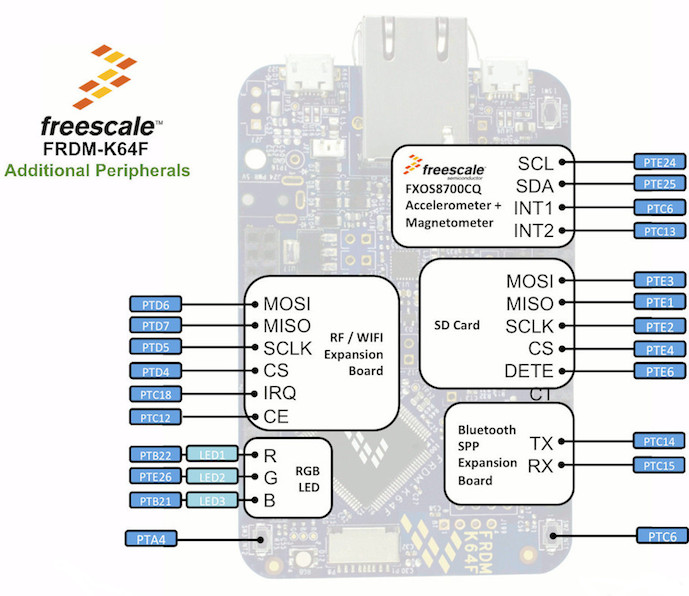 freescale™
FRDM-K64F
Additional Peripherals
freescale™
semiconductor
FXOS8700CQ
Accelerometer +
Magnetometer
SCL PTE24
SDA PTE25
INT1 PTC6
INT2 PTC13
SD Card
MOSI PTE3
MISO PTE1
SCLK PTE2
CS PTE4
DETE PTE6
CT
PTD6 MOSI
PTD7 MISO
PTD5 SCLK
PTD4 CS
PTC18 IRQ
PTC12 CE
RF / WIFI
Expansion
Board
Bluetooth
SPP
Expansion
Board
TX PTC14
RX PTC15
PTB22 LED1 R
PTE26 LED2 G
PTB21 LED3 B
RGB
LED
PTA4
PTC6
FRDM-K64F
FRDM
K64F